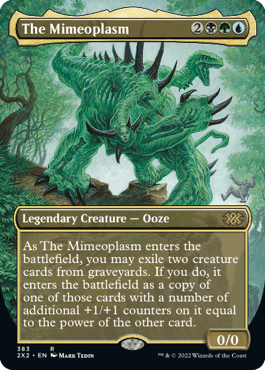 The Mimeoplasm
2
Legendary Creature — Ooze
As The Mimeoplasm enters the
battlefield, you may exile two creature
cards from graveyards. If you do, it
enters the battlefield as a copy of
one of those cards with a number of
additional +1/+1 counters on it equal
to the power of the other card.
0/0
383 R
2X2 • EN MARK TEDIN
™ & © 2022 Wizards of the Coast